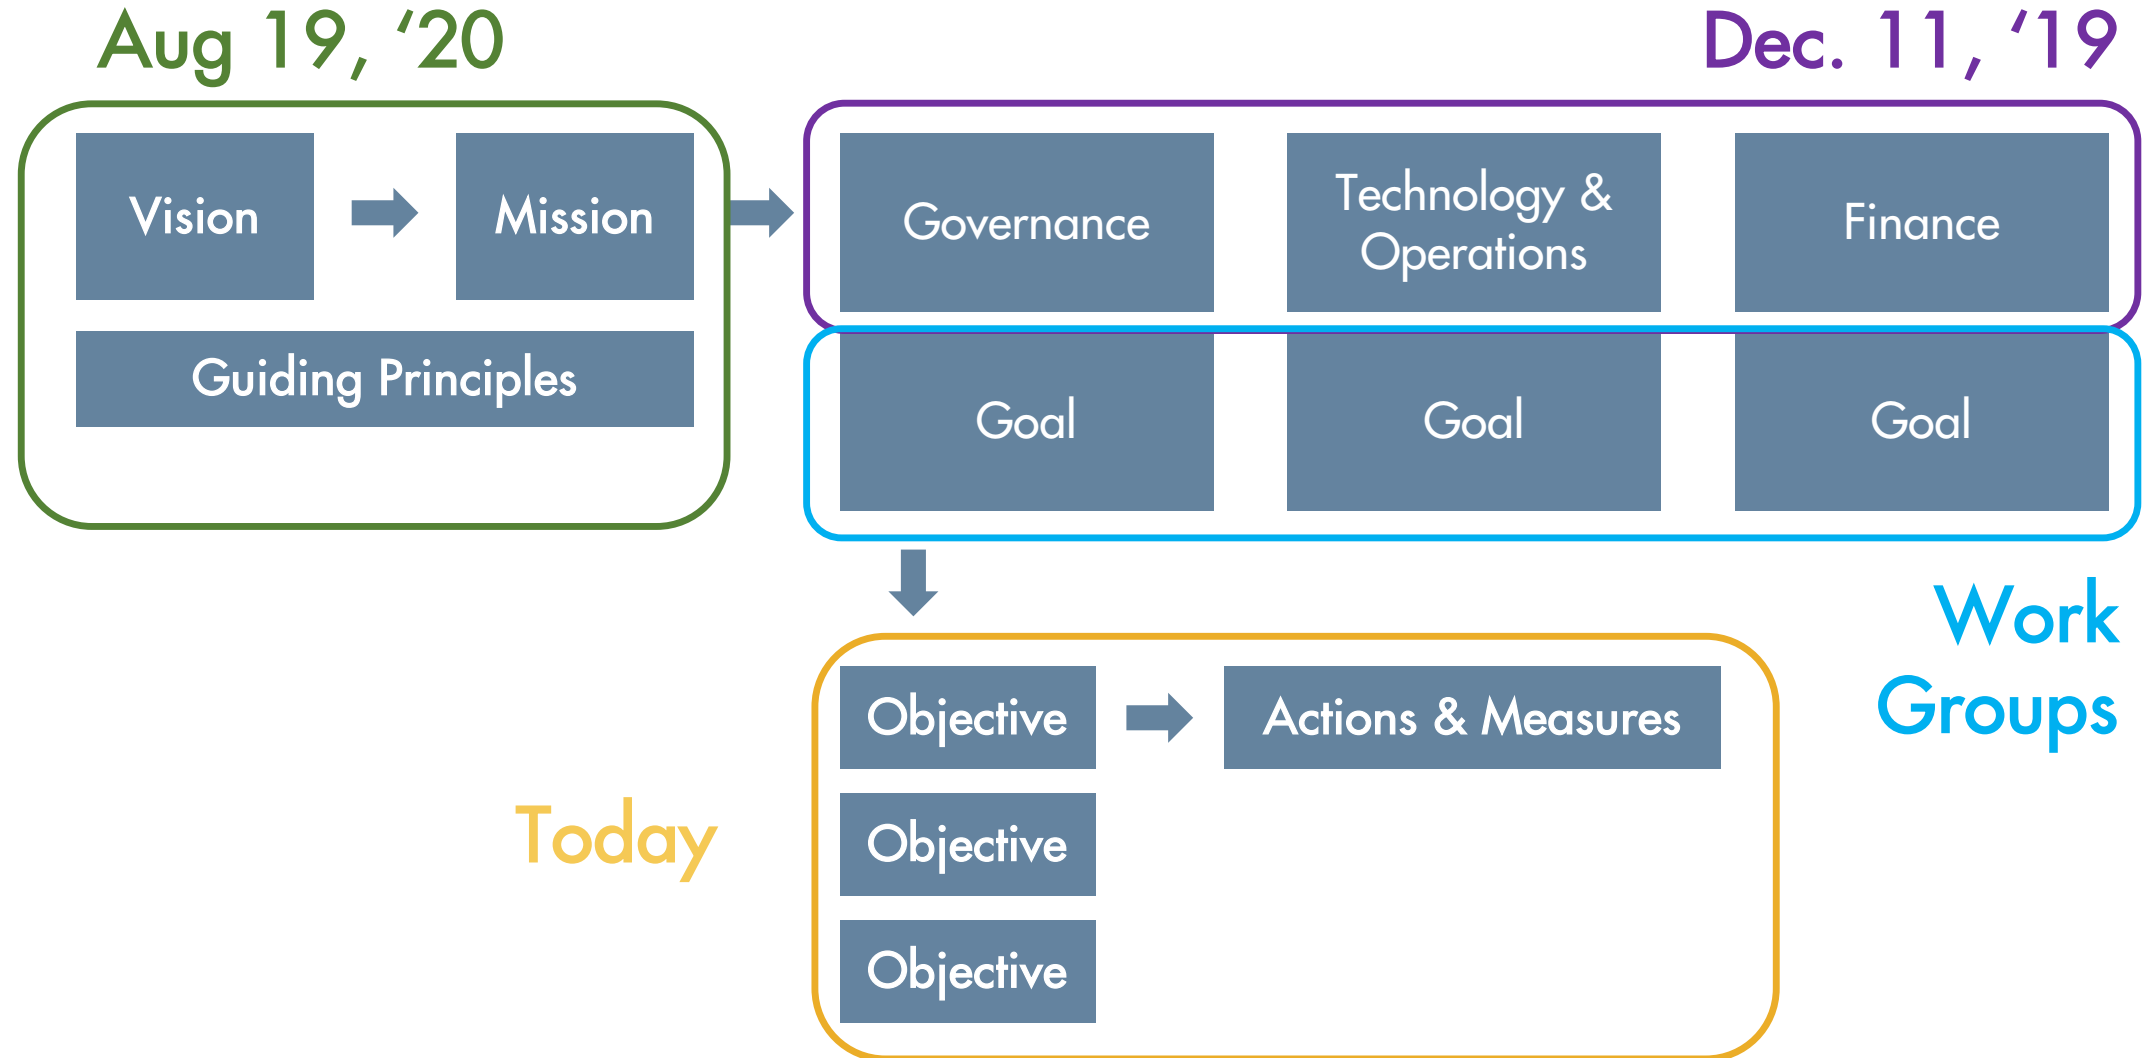 Aug 19, ‘20
Dec. 11, ‘19
Vision
Mission
Guiding Principles
Governance
Technology &
Operations
Finance
Goal
Goal
Goal
Work
Groups
Today
Objective
Actions & Measures
Objective
Objective